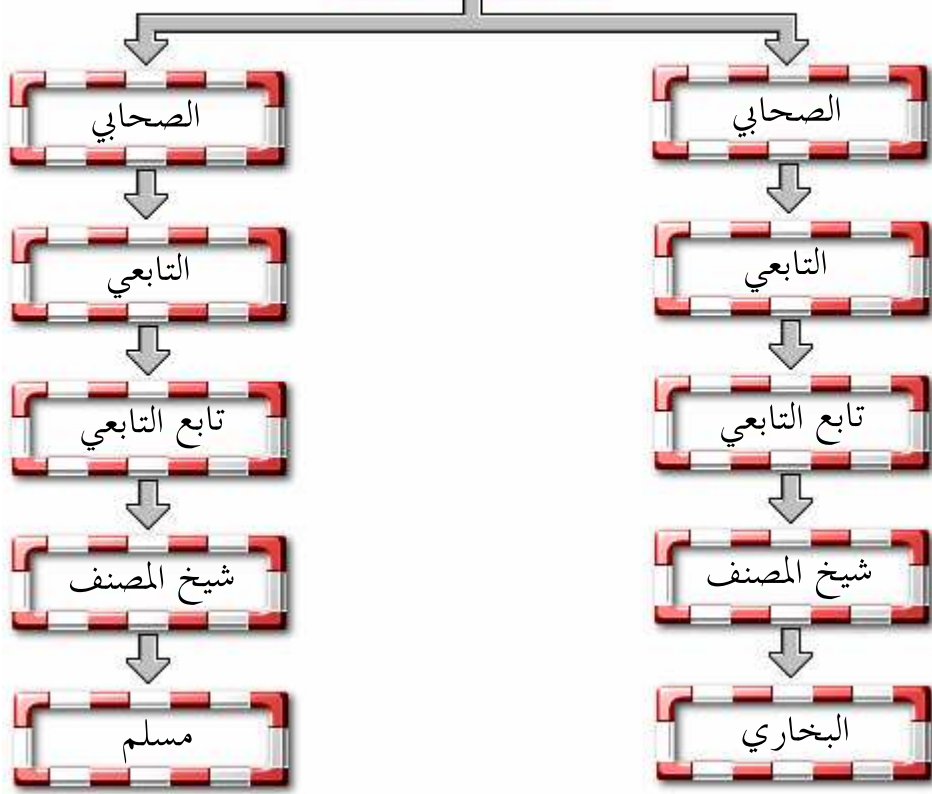 الصحابي
الصحابي
التابعي
التابعي
تابع التابعي
تابع التابعي
شيخ المصنف
شيخ المصنف
البخاري
مسلم